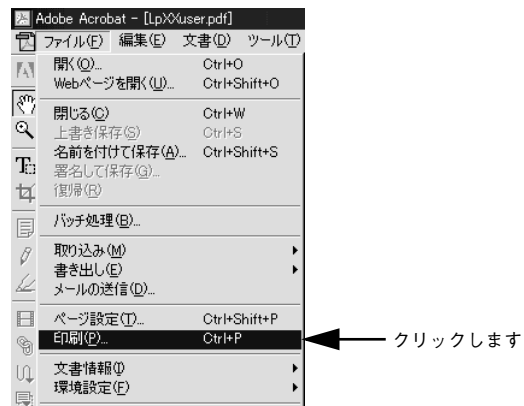 Adobe Acrobat - [LpXXuser.pdf]
ファイル(F) 編集(E) 文書(D) ツール(T)
開く(O)... Ctrl+O
Webページを開く(U)... Ctrl+Shift+O
閉じる(C) Ctrl+W
上書き保存(S) Ctrl+S
名前を付けて保存(A)... Ctrl+Shift+S
署名して保存(G)...
復帰(R)
バッチ処理(B)...
取り込み(M)
書き出し(E)
メールの送信(D)...
ページ設定(T)... Ctrl+Shift+P
印刷(P)... Ctrl+P
クリックします
文書情報(I)
環境設定(F)